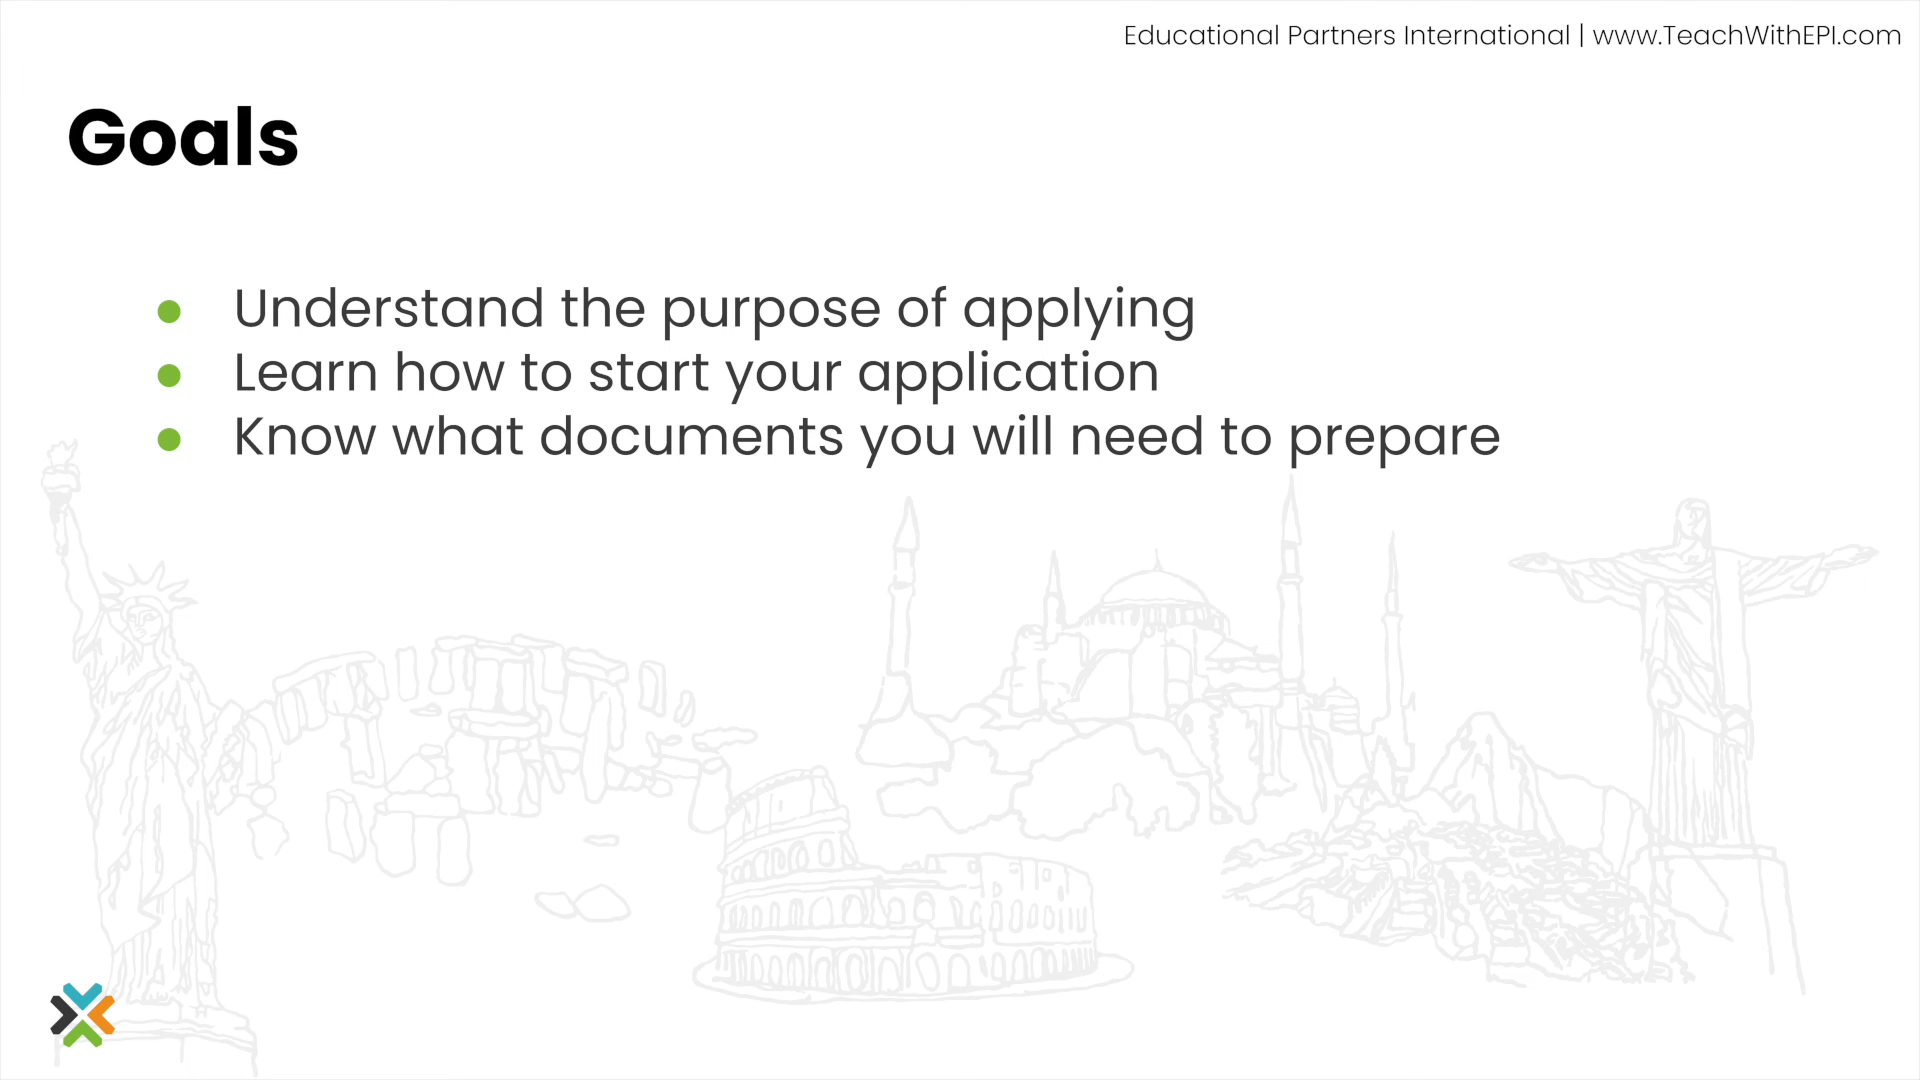 Educational Partners International | www.TeachWithEPI.com
Goals
● Understand the purpose of applying
● Learn how to start your application
● Know what documents you will need to prepare